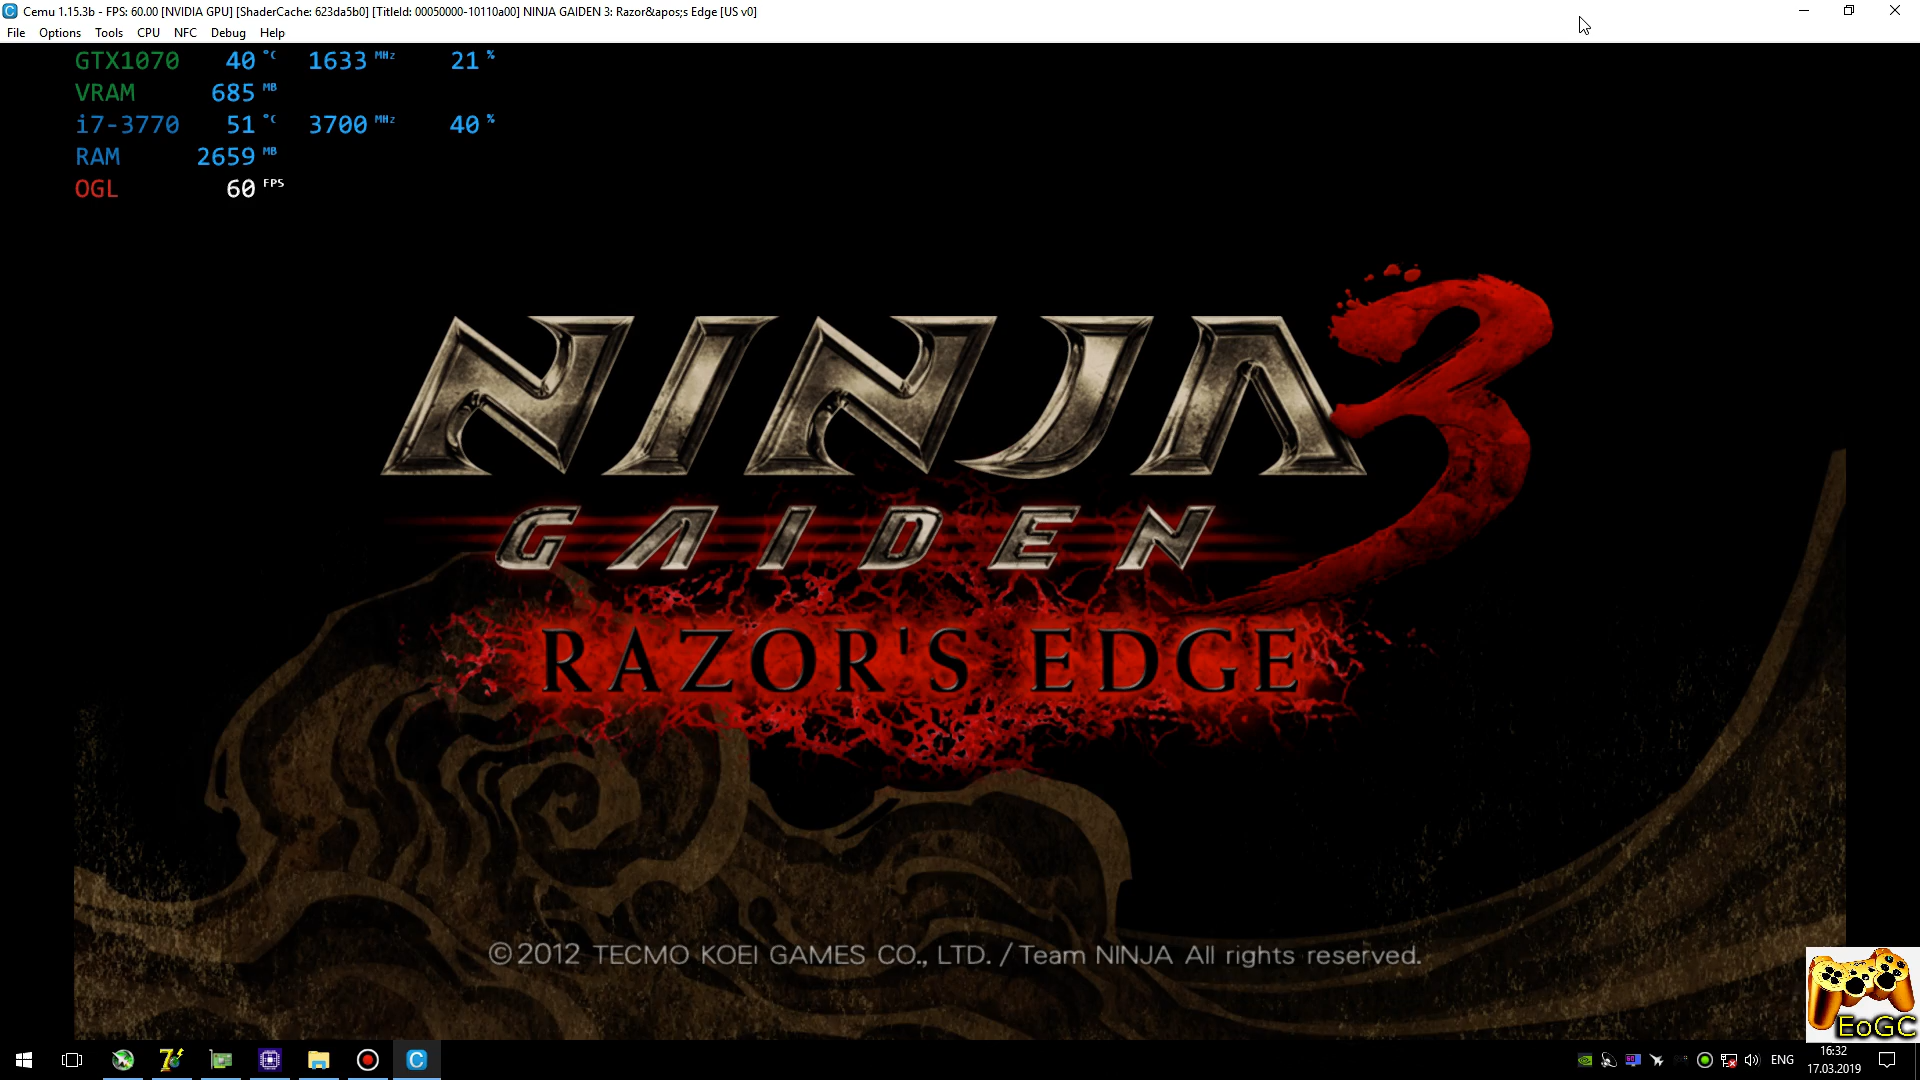 Cemu 1.15.3b - FPS: 60.00 [NVIDIA GPU] [ShaderCache: 623da5b0] [TitleId: 00050000-10110a00] NINJA GAIDEN 3: Razor&apos;s Edge [US v0]
File Options Tools CPU NFC Debug Help
GTX1070 40 °C 1633 MHz 21 %
VRAM 685 MB
i7-3770 51 °C 3700 MHz 40 %
RAM 2659 MB
OGL 60 FPS
NINJA 3
GAIDEN
RAZOR'S EDGE
©2012 TECMO KOEI GAMES CO., LTD. / Team NINJA All rights reserved.
EoGC
ENG
16:32
17.03.2019